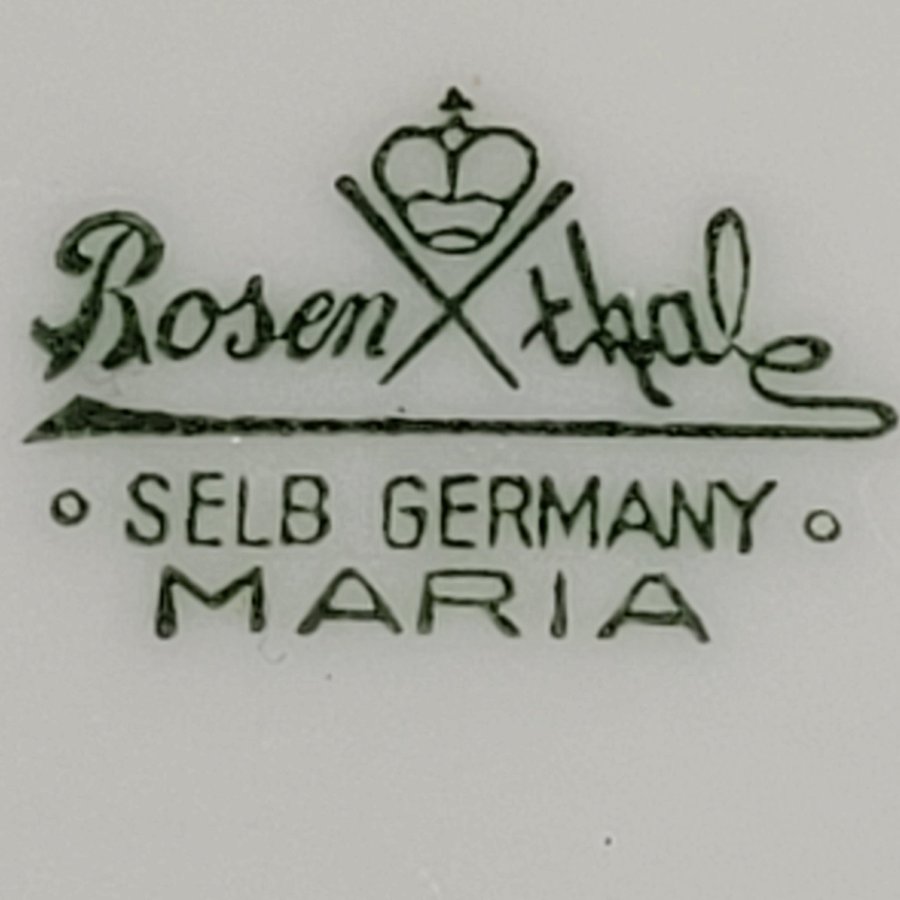 Rosenthal
SELB GERMANY
MARIA